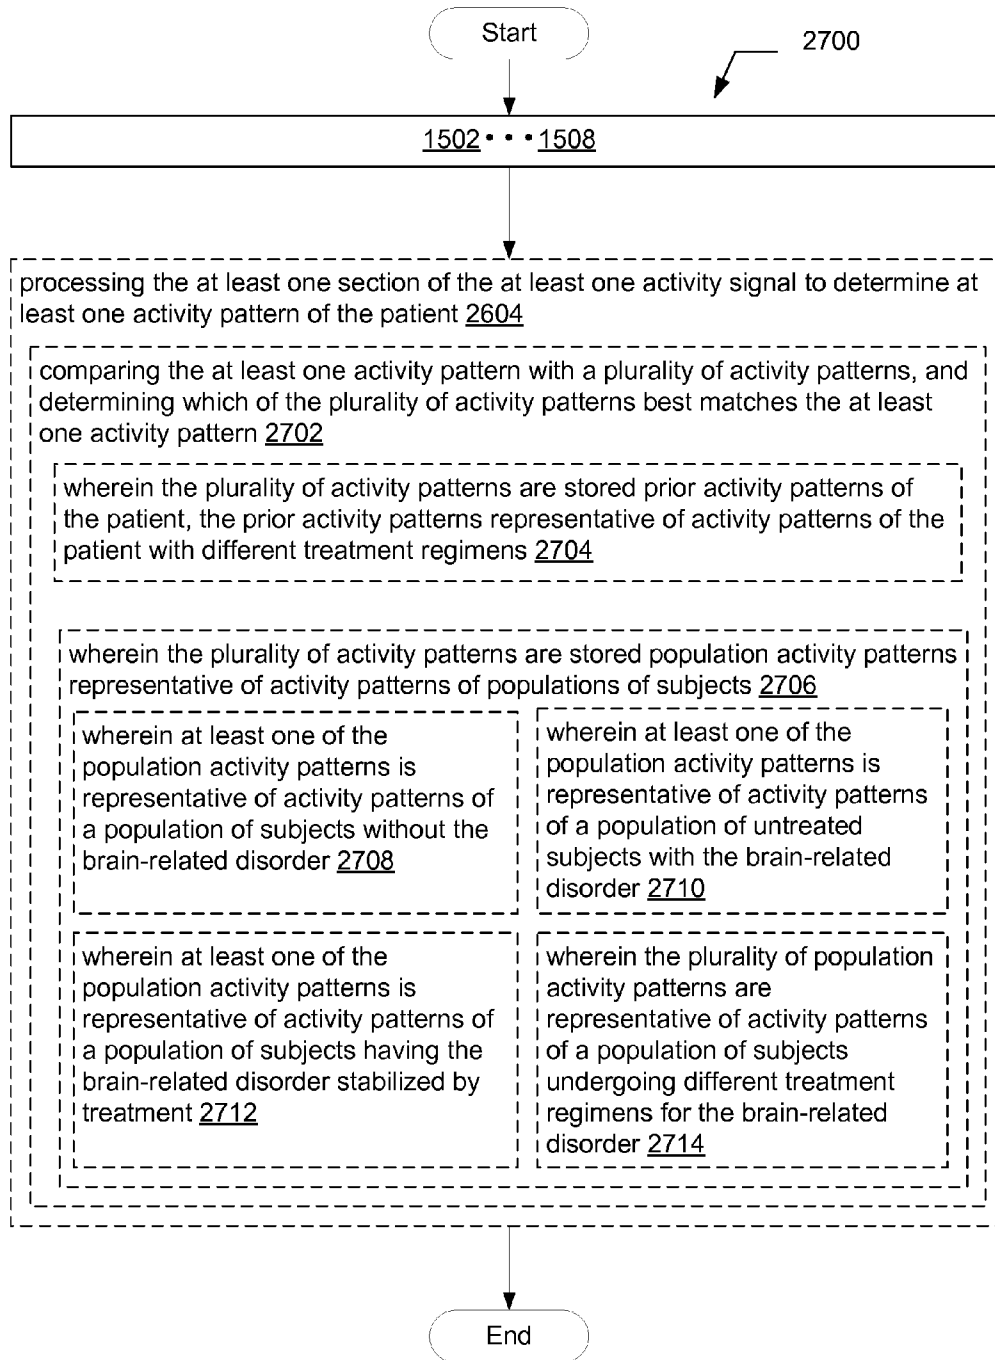 Start
2700
1502 • • • 1508
processing the at least one section of the at least one activity signal to determine at
least one activity pattern of the patient 2604
comparing the at least one activity pattern with a plurality of activity patterns, and
determining which of the plurality of activity patterns best matches the at least
one activity pattern 2702
wherein the plurality of activity patterns are stored prior activity patterns of
the patient, the prior activity patterns representative of activity patterns of the
patient with different treatment regimens 2704
wherein the plurality of activity patterns are stored population activity patterns
representative of activity patterns of populations of subjects 2706
wherein at least one of the
population activity patterns is
representative of activity patterns of
a population of subjects without the
brain-related disorder 2708
wherein at least one of the
population activity patterns is
representative of activity patterns
of a population of untreated
subjects with the brain-related
disorder 2710
wherein at least one of the
population activity patterns is
representative of activity patterns of
a population of subjects having the
brain-related disorder stabilized by
treatment 2712
wherein the plurality of population
activity patterns are
representative of activity patterns
of a population of subjects
undergoing different treatment
regimens for the brain-related
disorder 2714
End